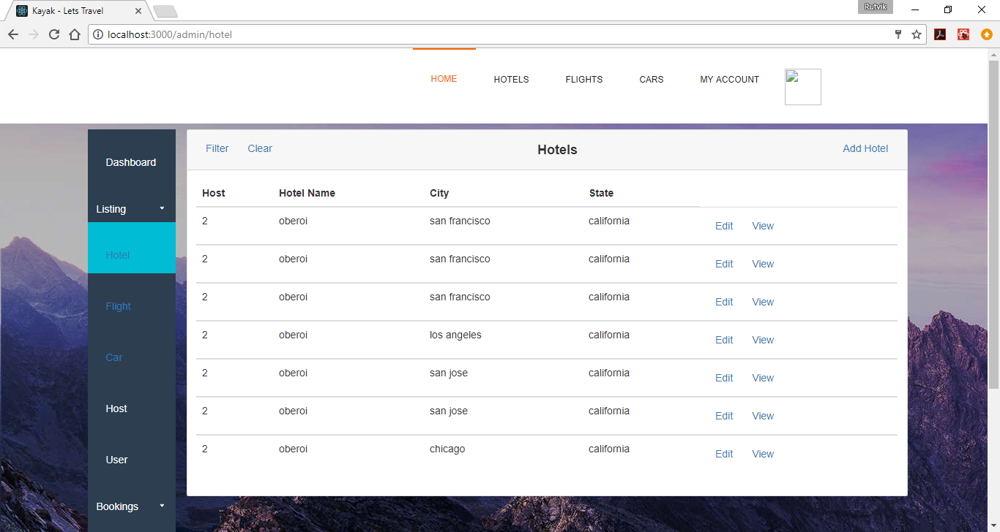 Kayak - Lets Travel
Rutvik
localhost:3000/admin/hotel
HOME HOTELS FLIGHTS CARS MY ACCOUNT
Dashboard
Listing
Hotel
Flight
Car
Host
User
Bookings
Filter Clear Hotels Add Hotel
Host Hotel Name City State
2 oberoi san francisco california Edit View
2 oberoi san francisco california Edit View
2 oberoi san francisco california Edit View
2 oberoi los angeles california Edit View
2 oberoi san jose california Edit View
2 oberoi san jose california Edit View
2 oberoi chicago california Edit View